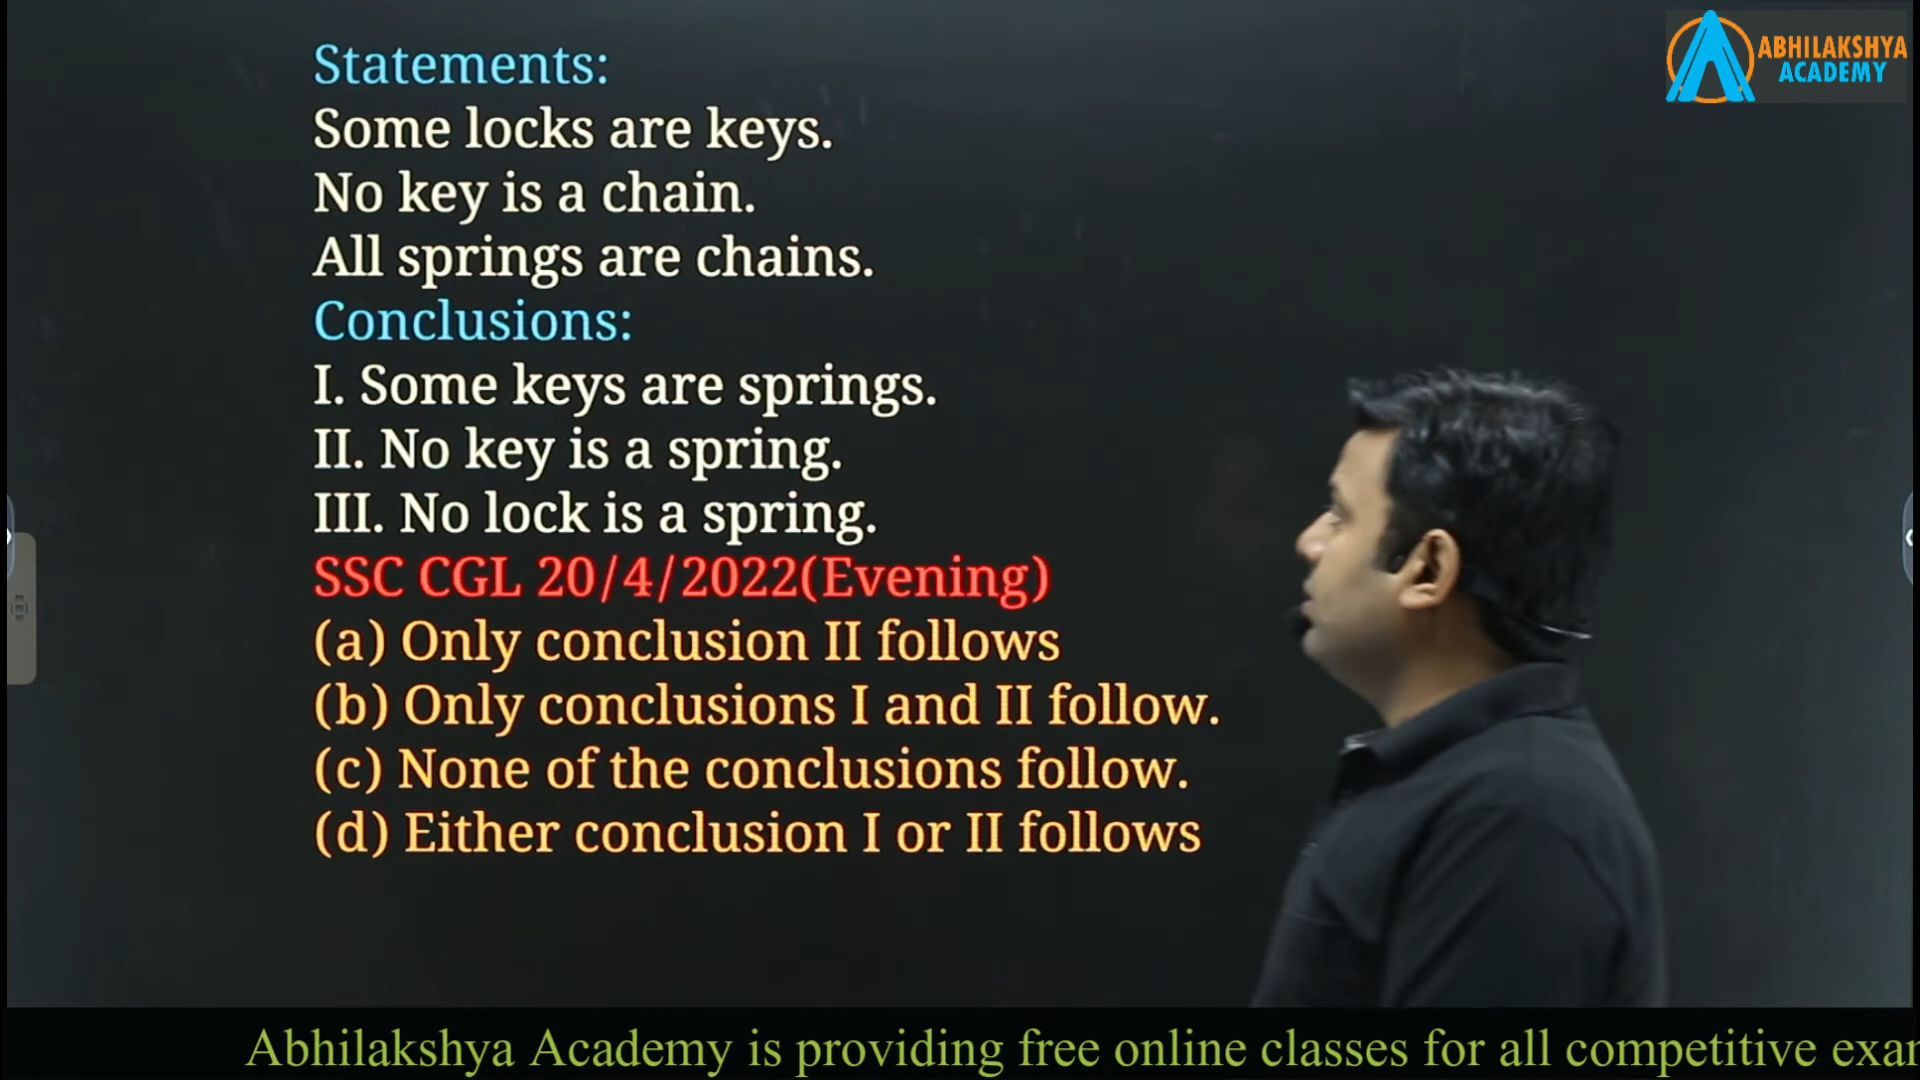 ABHILAKSHYA
ACADEMY
Statements:
Some locks are keys.
No key is a chain.
All springs are chains.
Conclusions:
I. Some keys are springs.
II. No key is a spring.
III. No lock is a spring.
SSC CGL 20/4/2022(Evening)
(a) Only conclusion II follows
(b) Only conclusions I and II follow.
(c) None of the conclusions follow.
(d) Either conclusion I or II follows
Abhilakshya Academy is providing free online classes for all competitive